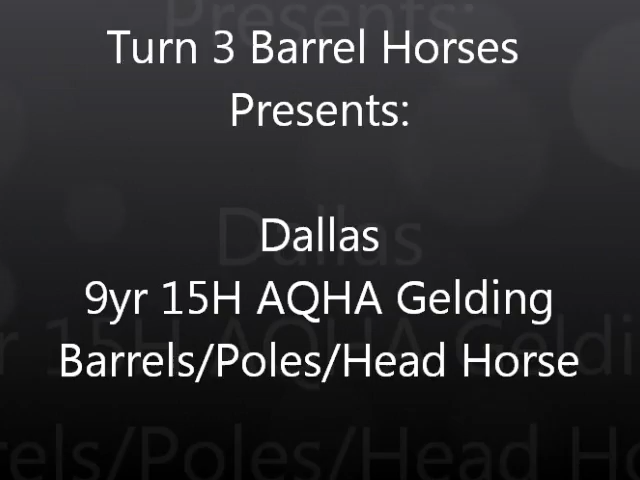 Turn 3 Barrel Horses
Presents:
Dallas
9yr 15H AQHA Gelding
Barrels/Poles/Head Horse